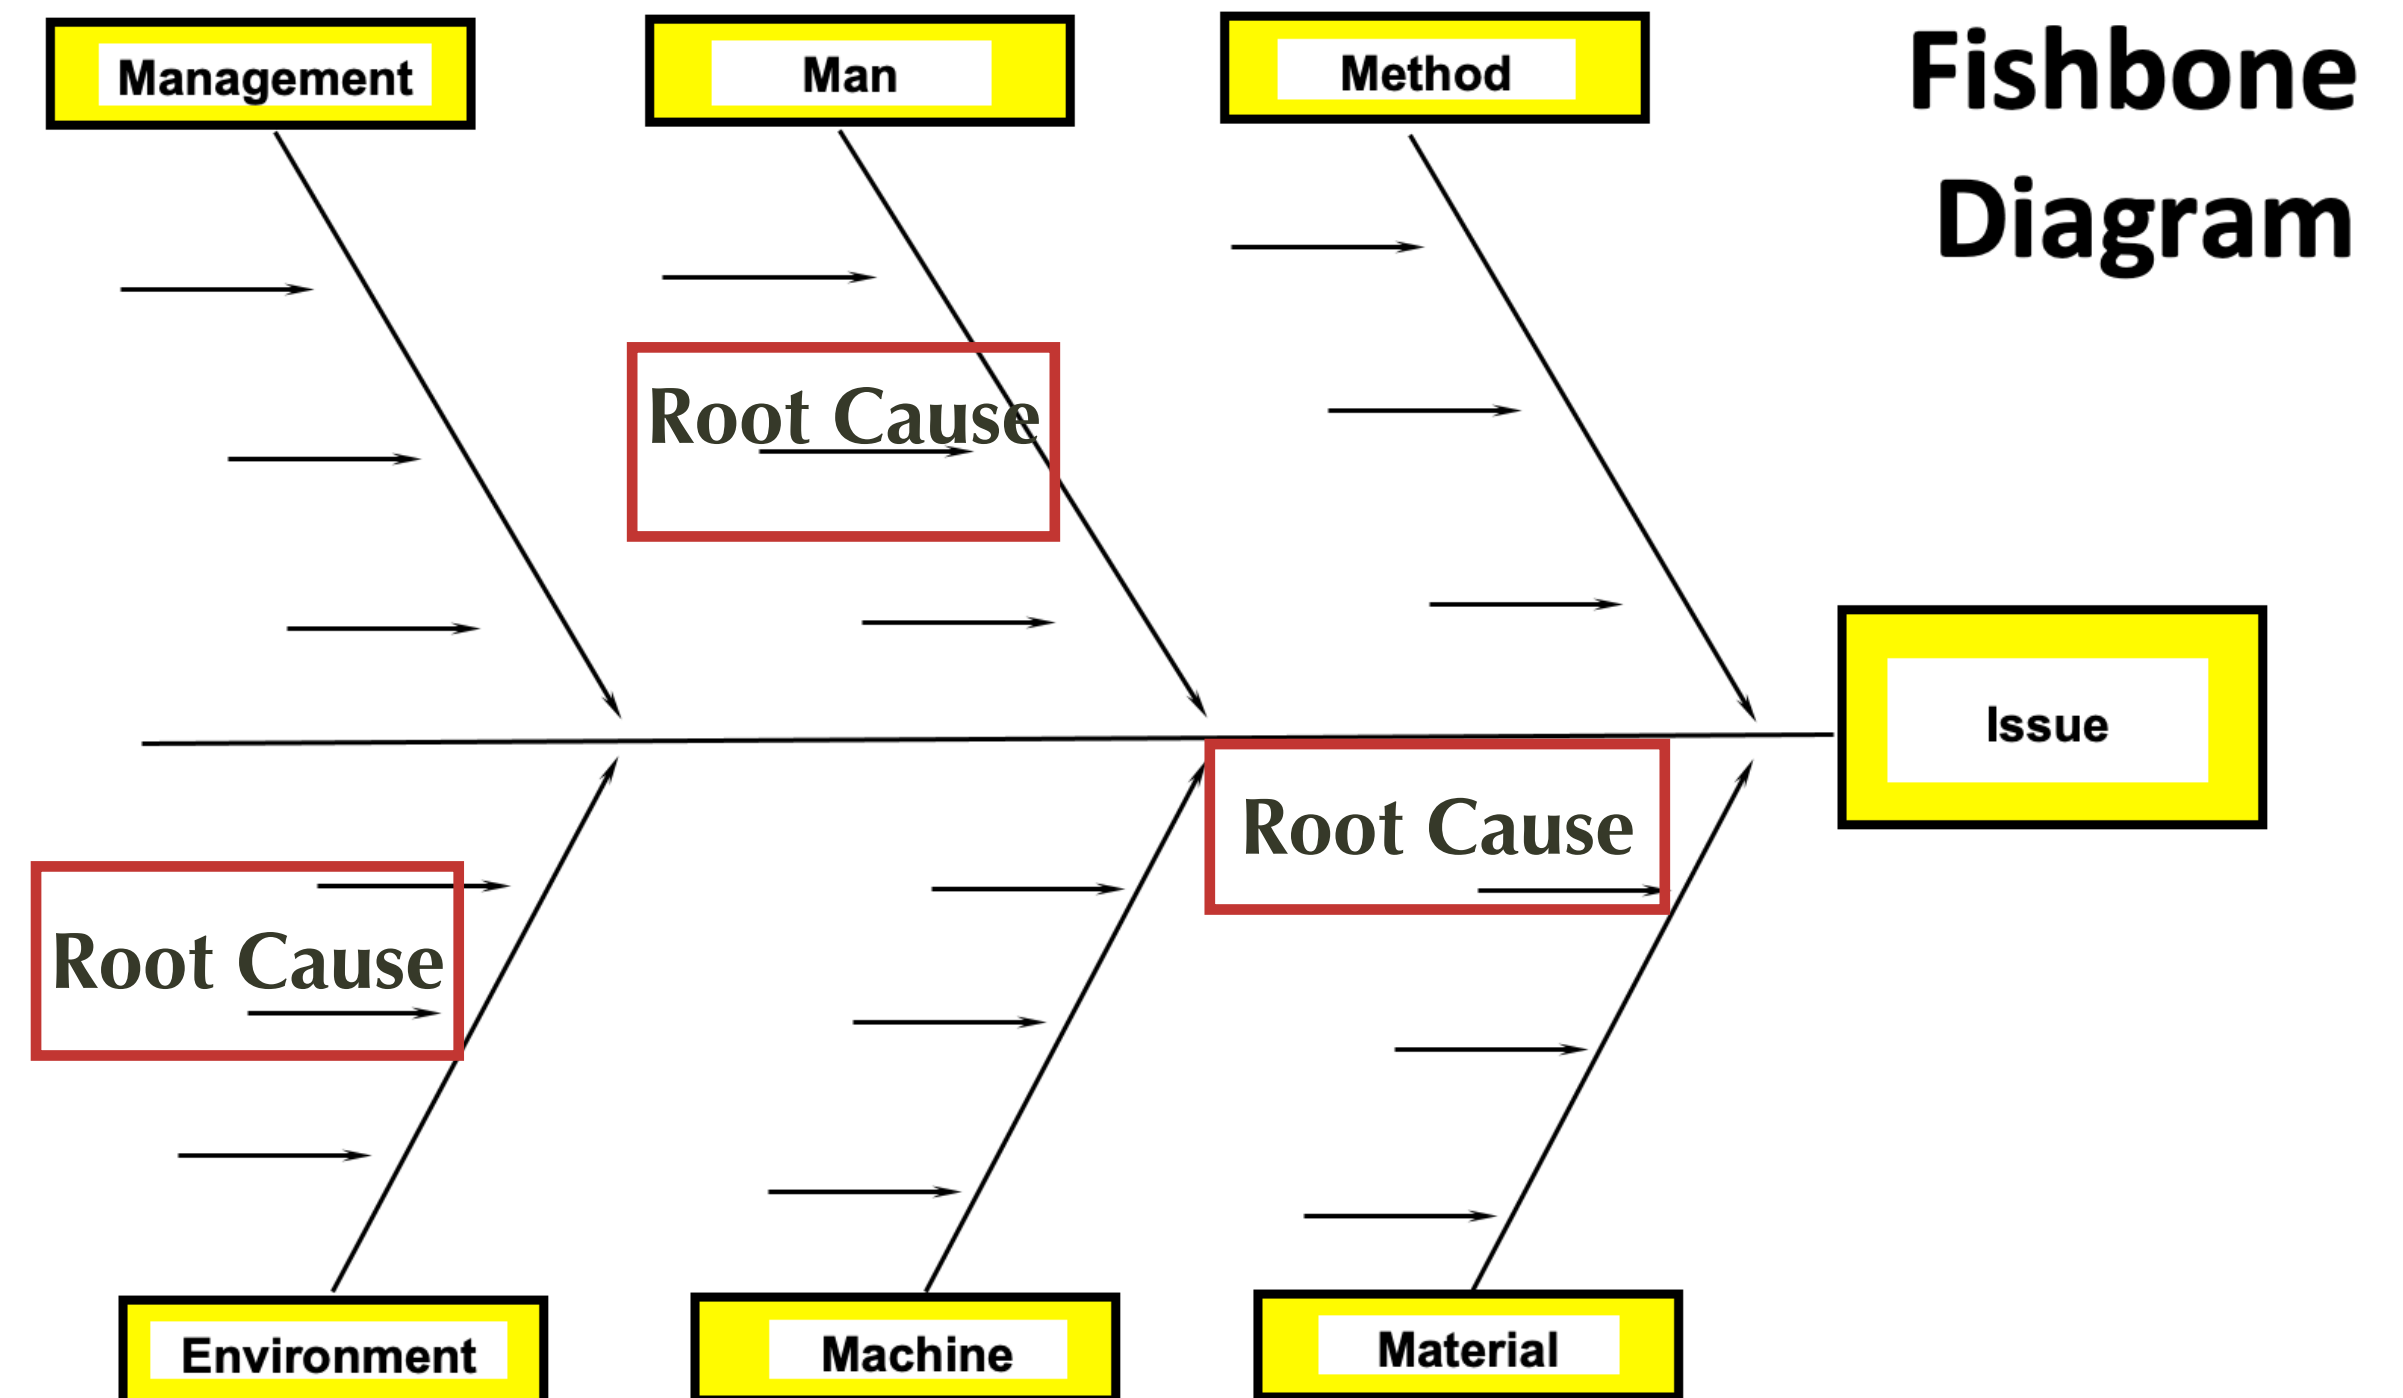 Management
Man
Method
Fishbone
Diagram
Root Cause
Issue
Root Cause
Root Cause
Environment
Machine
Material